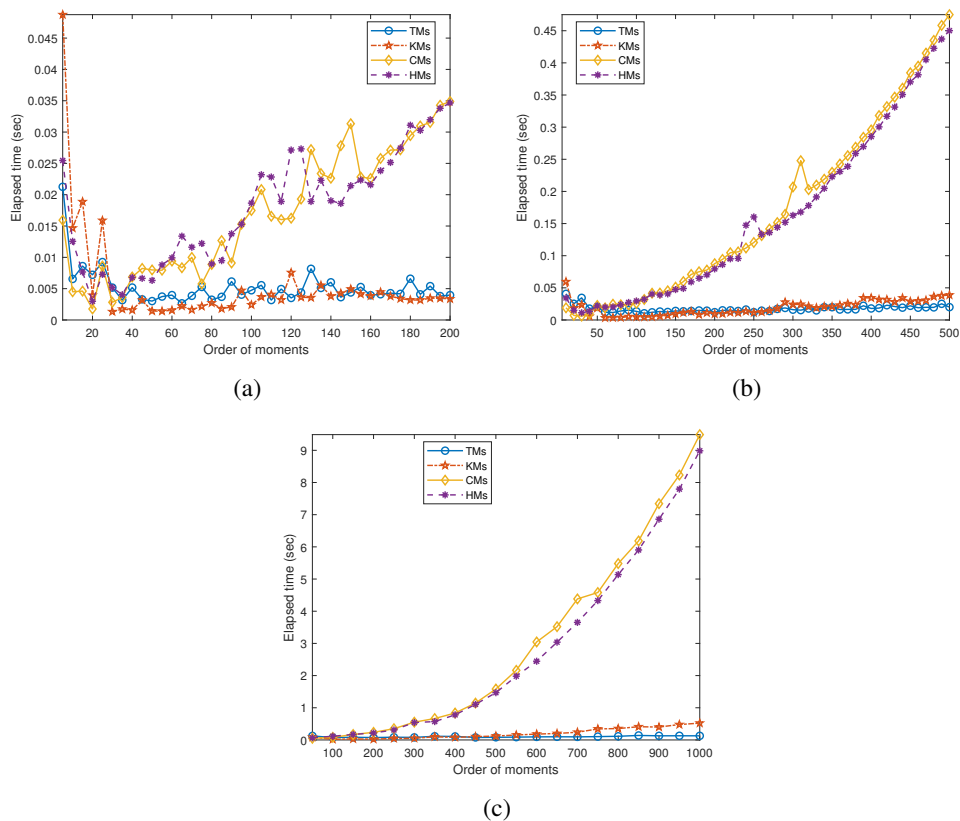 0.045
0.04
0.035
0.03
0.025
0.02
0.015
0.01
0.005
0
Elapsed time (sec)
TMs
KMs
CMs
HMs
20 40 60 80 100 120 140 160 180 200
Order of moments
(a)
0.45
0.4
0.35
0.3
0.25
0.2
0.15
0.1
0.05
0
Elapsed time (sec)
TMs
KMs
CMs
HMs
50 100 150 200 250 300 350 400 450 500
Order of moments
(b)
9
8
7
6
5
4
3
2
1
0
Elapsed time (sec)
TMs
KMs
CMs
HMs
100 200 300 400 500 600 700 800 900 1000
Order of moments
(c)